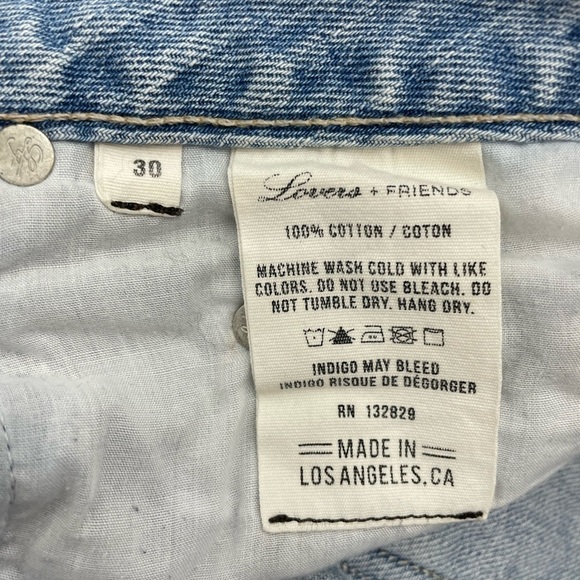 30
Lovers + FRIENDS
100% COTTON / COTON
MACHINE WASH COLD WITH LIKE
COLORS. DO NOT USE BLEACH. DO
NOT TUMBLE DRY. HANG DRY.
INDIGO MAY BLEED
INDIGO RISQUE DE DÉGORGER
RN 132829
MADE IN
LOS ANGELES, CA